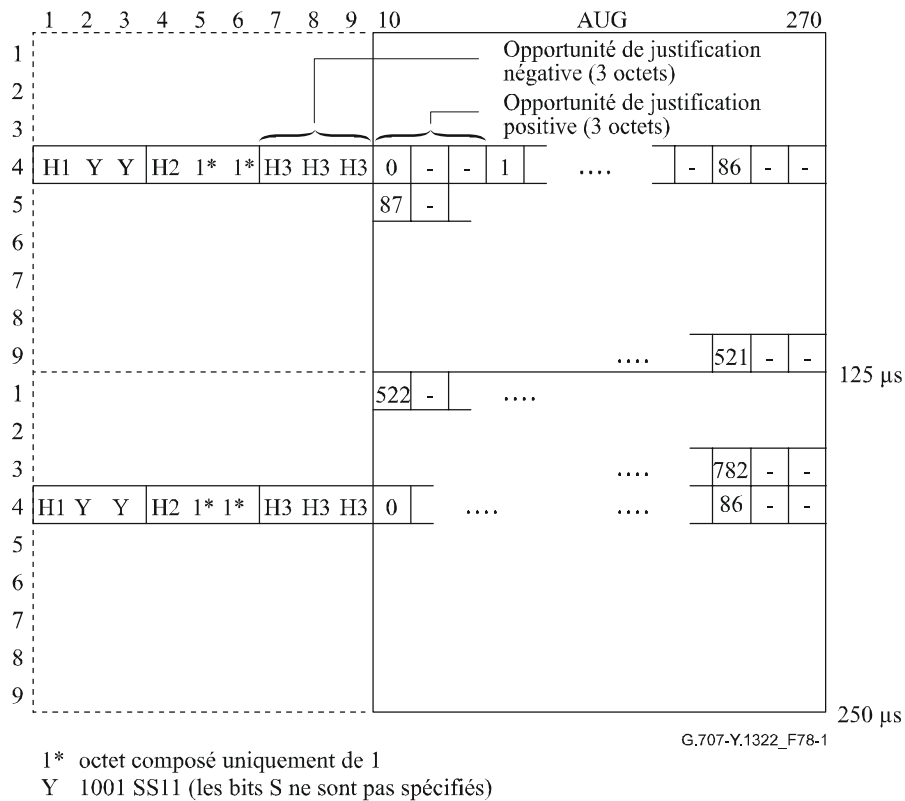 1 2 3 4 5 6 7 8 9 10 AUG 270
1
Opportunité de justification
négative (3 octets)
2
Opportunité de justification
positive (3 octets)
3
4 H1 Y Y H2 1* 1* H3 H3 H3 0 - - 1 .... - 86 - -
5 87 -
6
7
8
9 .... 521 - -
125 µs
1 522 - ....
2
3 .... 782 - -
4 H1 Y Y H2 1* 1* H3 H3 H3 0 .... .... 86 - -
5
6
7
8
9
250 µs
G.707-Y.1322_F78-1
1* octet composé uniquement de 1
Y 1001 SS11 (les bits S ne sont pas spécifiés)